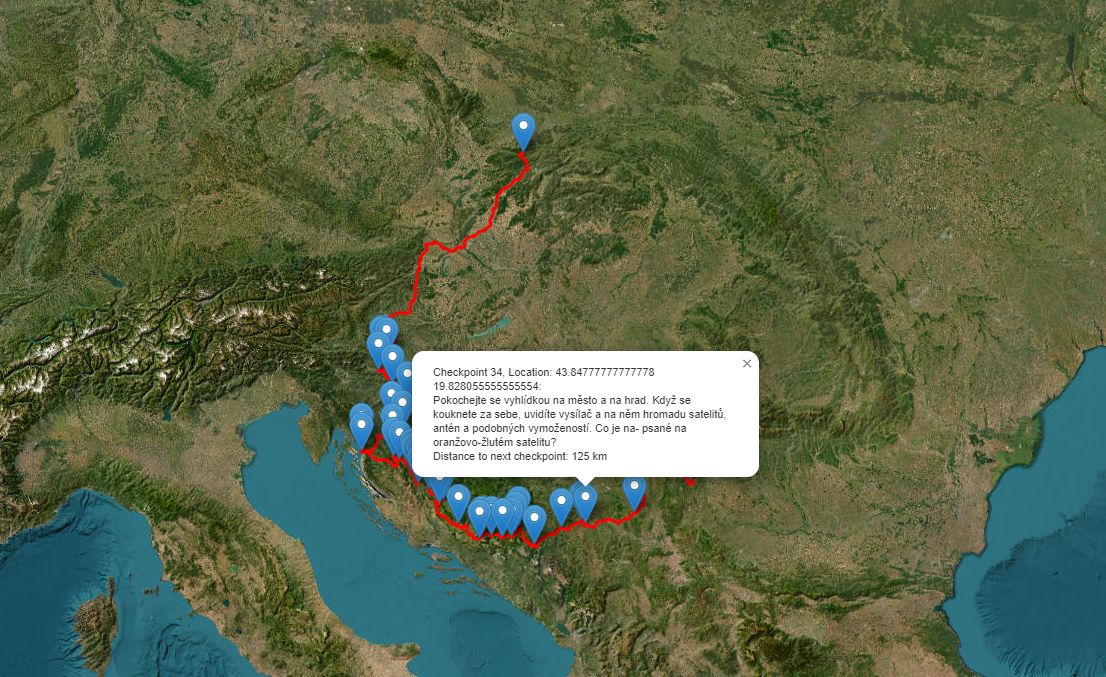 ×
Checkpoint 34, Location: 43.84777777777778
19.828055555555554:
Pokochejte se vyhlídkou na město a na hrad. Když se
kouknete za sebe, uvidíte vysílač a na něm hromadu satelitů,
antén a podobných vymožeností. Co je na- psané na
oranžovo-žlutém satelitu?
Distance to next checkpoint: 125 km